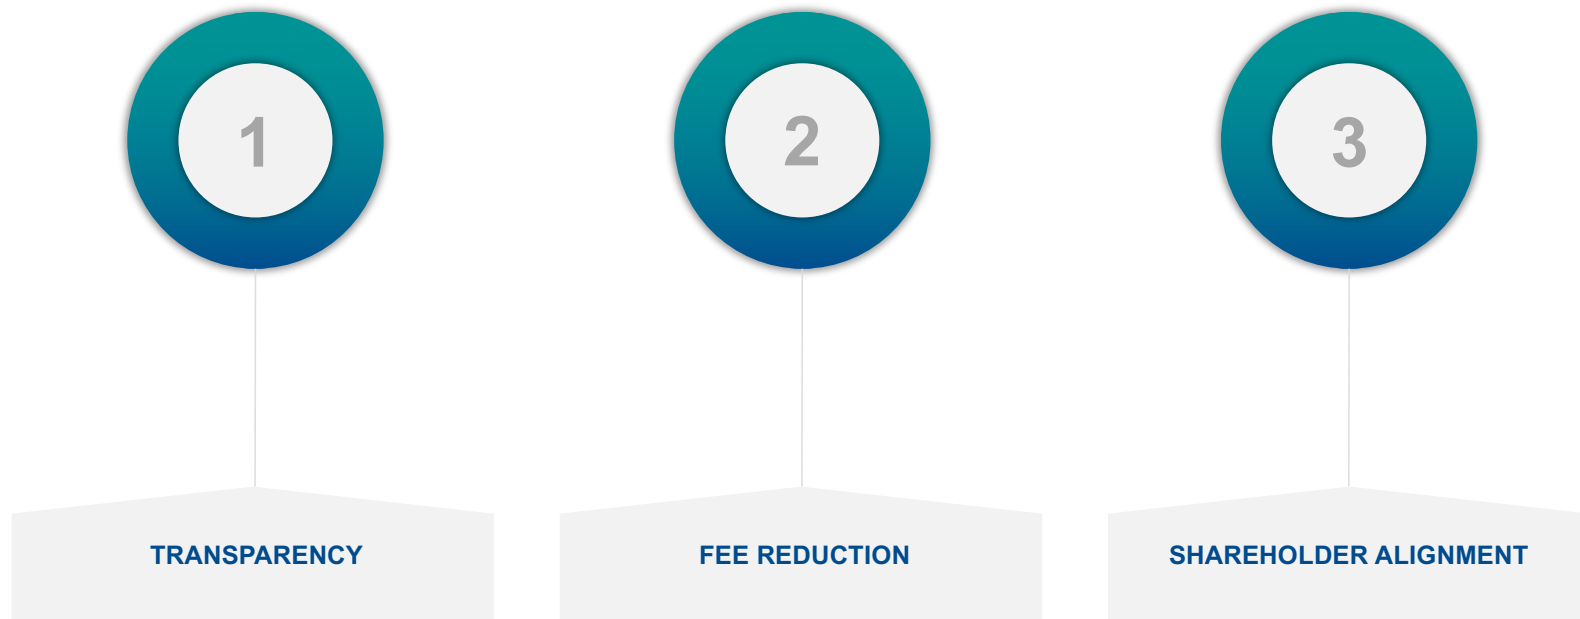 1
2
3
TRANSPARENCY
FEE REDUCTION
SHAREHOLDER ALIGNMENT